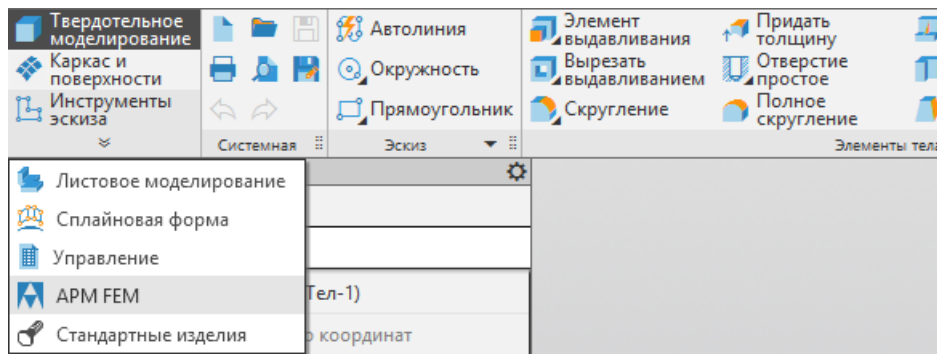 Твердотельное
моделирование
Каркас и
поверхности
Инструменты
эскиза
Системная
Автолиния
Окружность
Прямоугольник
Эскиз
Элемент
выдавливания
Вырезать
выдавливанием
Скругление
Придать
толщину
Отверстие
простое
Полное
скругление
Элементы тела
Листовое моделирование
Сплайновая форма
Управление
APM FEM
Стандартные изделия
Тел-1)
координат